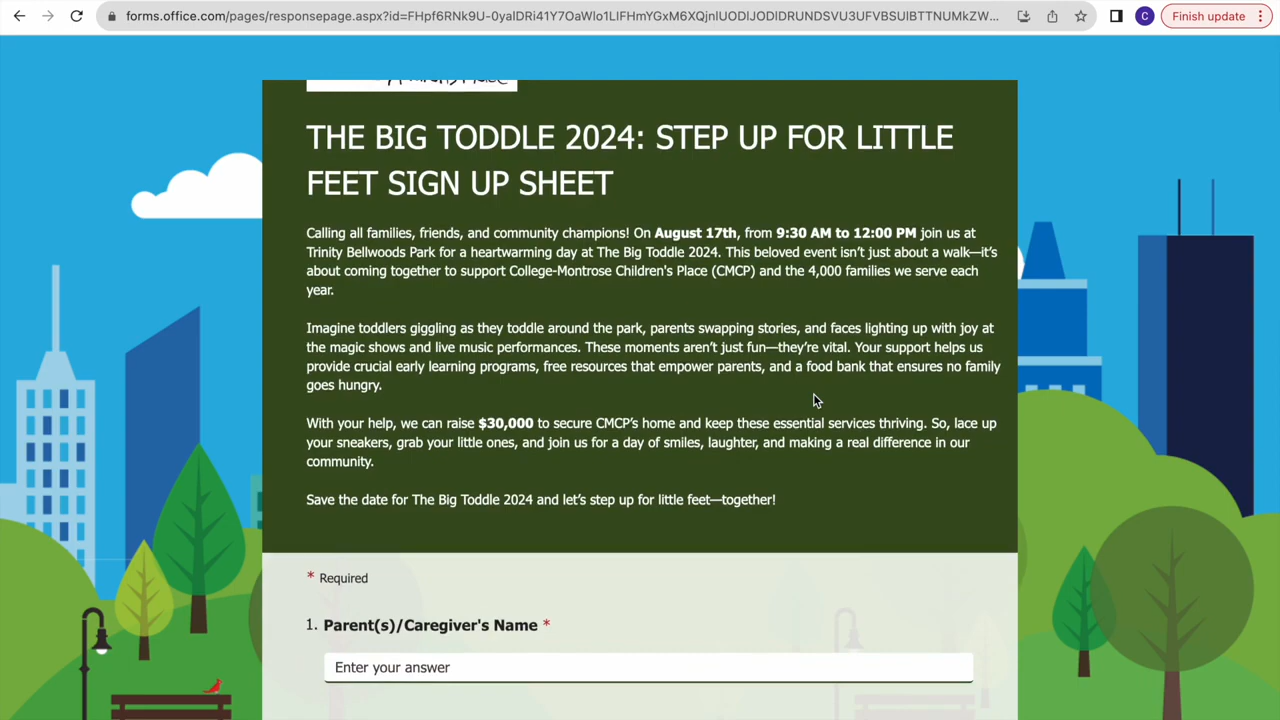 forms.office.com/pages/responsepage.aspx?id=FHpf6RNk9U-0yalDRi41Y7OaWlo1LIFHmYGxM6XQjnlUODlJODlDRUNDSVU3UFVBSUlBTTNUMkZW...
C
Finish update
THE BIG TODDLE 2024: STEP UP FOR LITTLE
FEET SIGN UP SHEET
Calling all families, friends, and community champions! On August 17th, from 9:30 AM to 12:00 PM join us at
Trinity Bellwoods Park for a heartwarming day at The Big Toddle 2024. This beloved event isn't just about a walk—it's
about coming together to support College-Montrose Children's Place (CMCP) and the 4,000 families we serve each
year.
Imagine toddlers giggling as they toddle around the park, parents swapping stories, and faces lighting up with joy at
the magic shows and live music performances. These moments aren't just fun—they're vital. Your support helps us
provide crucial early learning programs, free resources that empower parents, and a food bank that ensures no family
goes hungry.
With your help, we can raise $30,000 to secure CMCP's home and keep these essential services thriving. So, lace up
your sneakers, grab your little ones, and join us for a day of smiles, laughter, and making a real difference in our
community.
Save the date for The Big Toddle 2024 and let's step up for little feet—together!
* Required
1. Parent(s)/Caregiver's Name *
Enter your answer